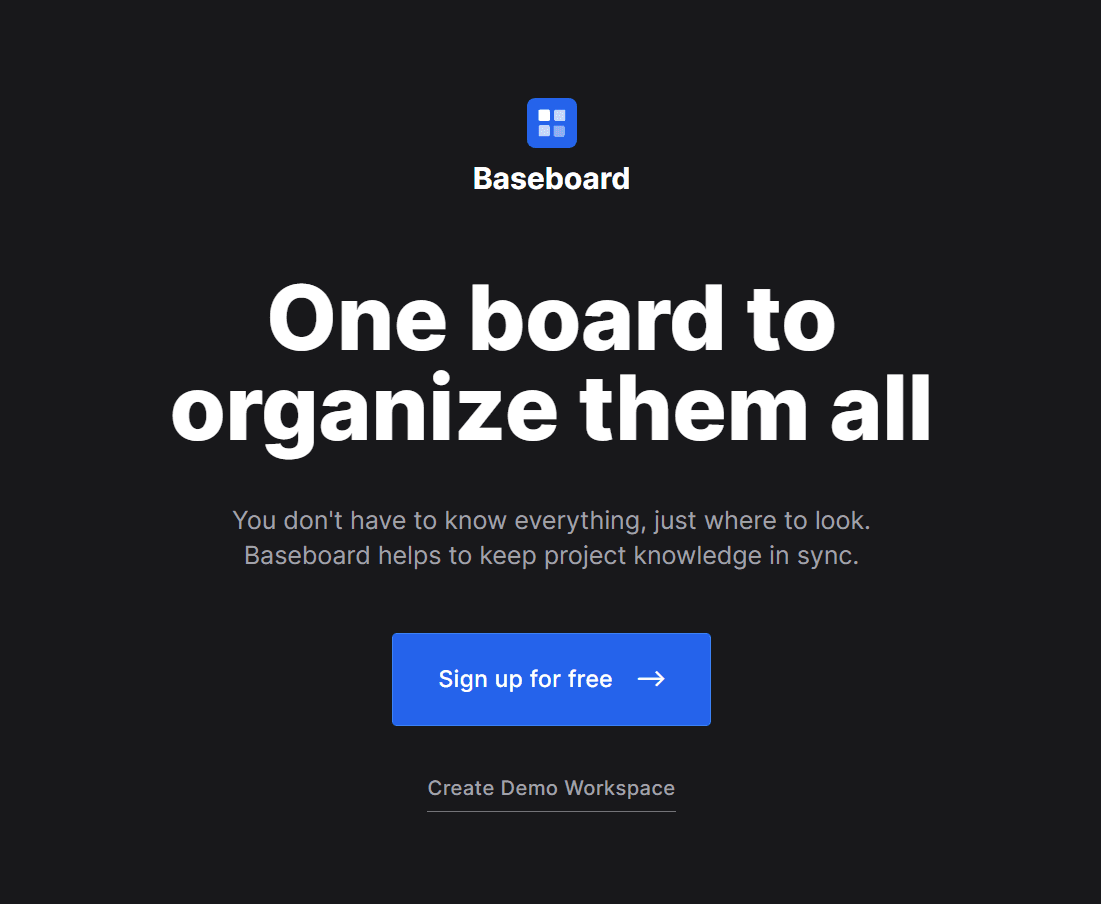 Baseboard
One board to
organize them all
You don't have to know everything, just where to look.
Baseboard helps to keep project knowledge in sync.
Sign up for free →
Create Demo Workspace